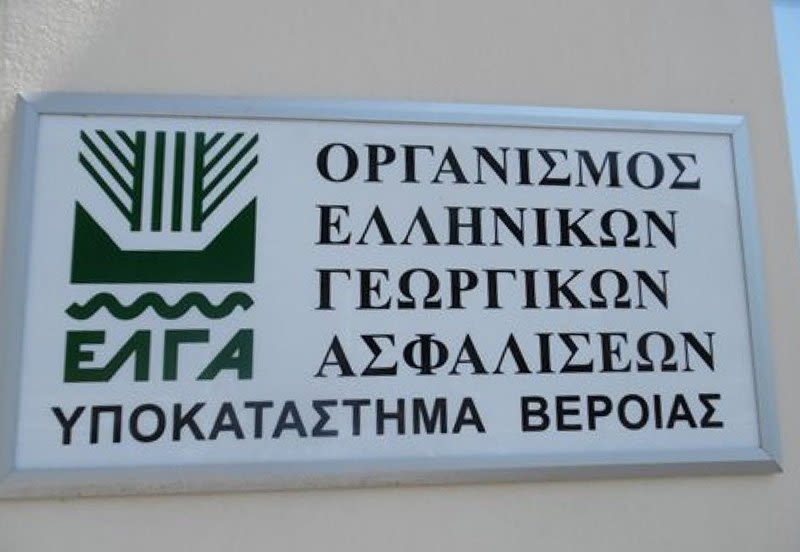 ΟΡΓΑΝΙΣΜΟΣ
ΕΛΛΗΝΙΚΩΝ
ΓΕΩΡΓΙΚΩΝ
ΑΣΦΑΛΙΣΕΩΝ
ΕΛΓΑ
ΥΠΟΚΑΤΑΣΤΗΜΑ ΒΕΡΟΙΑΣ